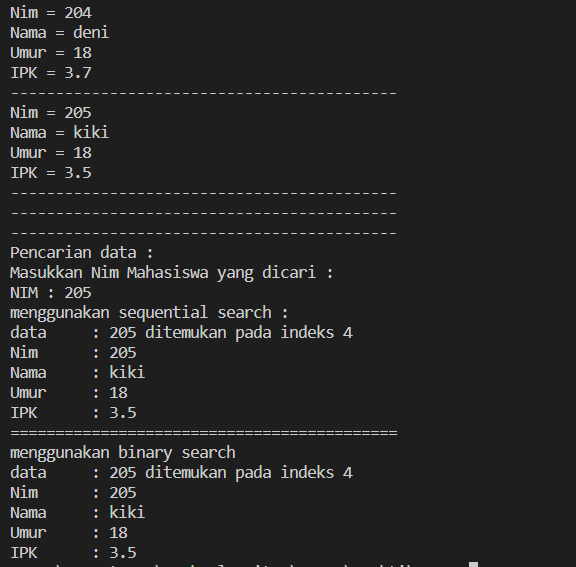 Nim = 204
Nama = deni
Umur = 18
IPK = 3.7
-------------------------------------------
Nim = 205
Nama = kiki
Umur = 18
IPK = 3.5
-------------------------------------------
-------------------------------------------
-------------------------------------------
Pencarian data :
Masukkan Nim Mahasiswa yang dicari :
NIM : 205
menggunakan sequential search :
data     : 205 ditemukan pada indeks 4
Nim      : 205
Nama     : kiki
Umur     : 18
IPK      : 3.5
===========================================
menggunakan binary search
data     : 205 ditemukan pada indeks 4
Nim      : 205
Nama     : kiki
Umur     : 18
IPK      : 3.5